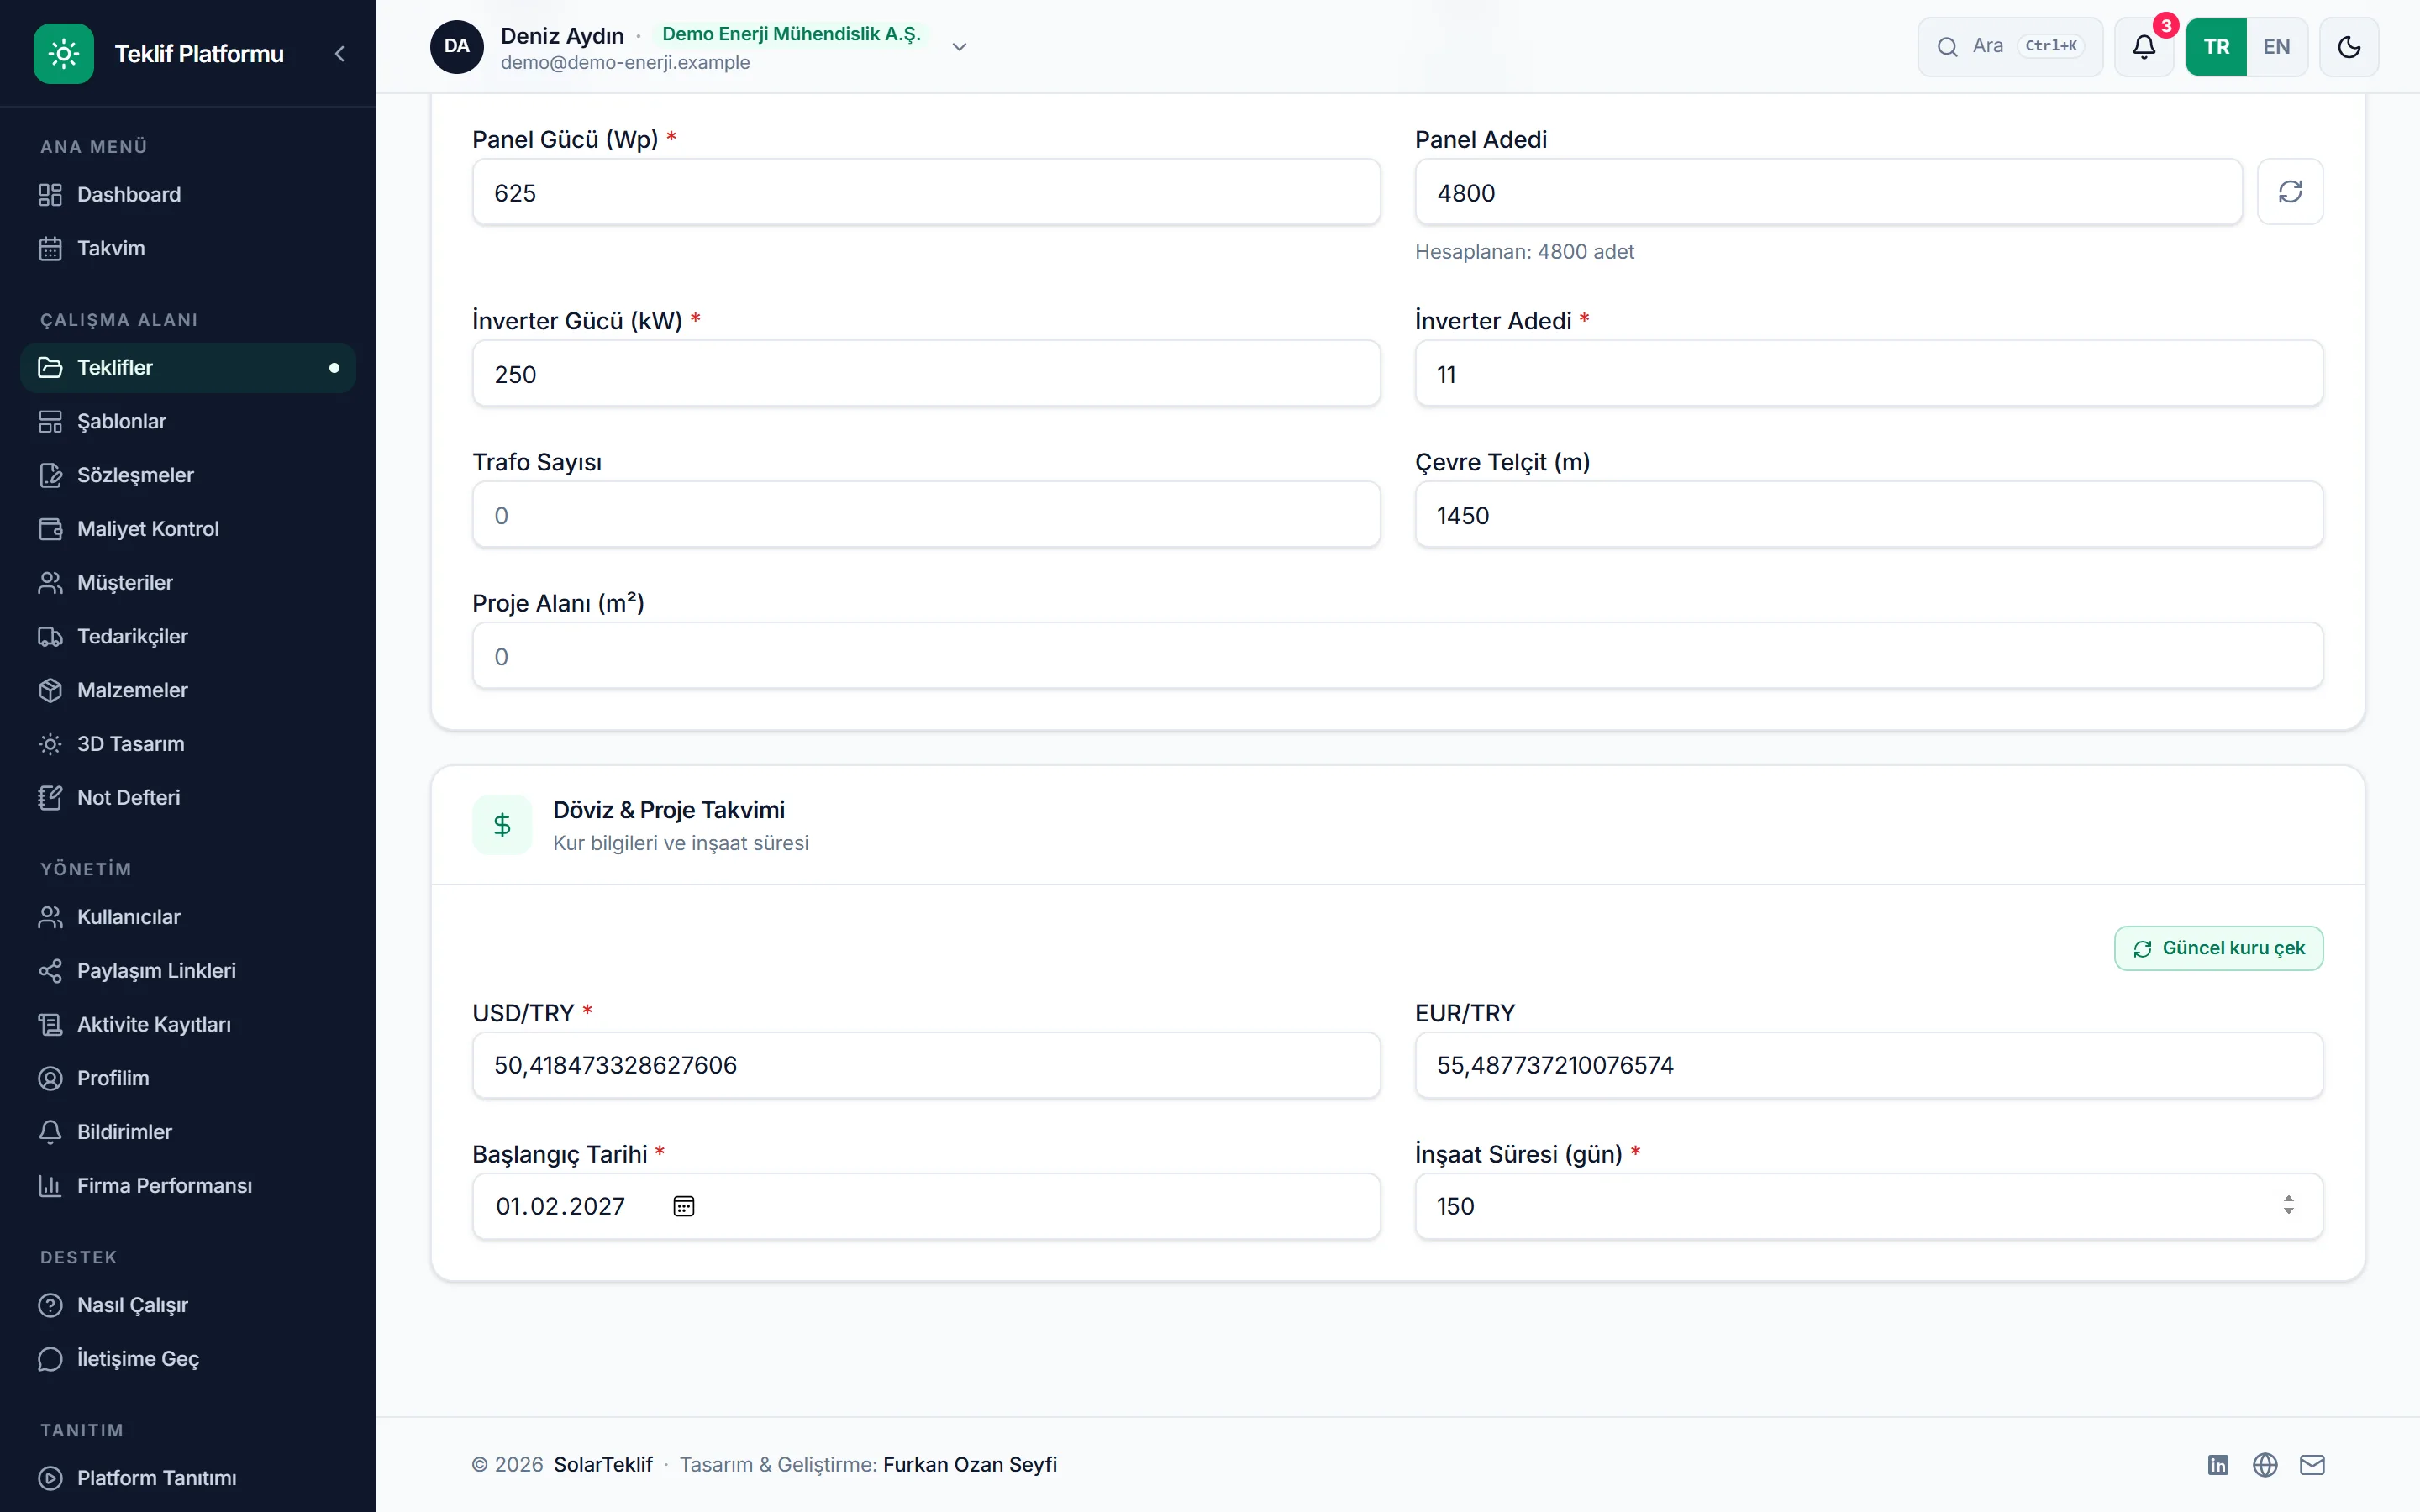 Teklif Platformu
ANA MENÜ
Dashboard
Takvim
ÇALIŞMA ALANI
Teklifler
Şablonlar
Sözleşmeler
Maliyet Kontrol
Müşteriler
Tedarikçiler
Malzemeler
3D Tasarım
Not Defteri
YÖNETİM
Kullanıcılar
Paylaşım Linkleri
Aktivite Kayıtları
Profilim
Bildirimler
Firma Performansı
DESTEK
Nasıl Çalışır
İletişime Geç
TANITIM
Platform Tanıtımı
DA
Deniz Aydın · Demo Enerji Mühendislik A.Ş.
demo@demo-enerji.example
Ara Ctrl+K
3
TR EN
Panel Gücü (Wp) *
625
Panel Adedi
4800
Hesaplanan: 4800 adet
İnverter Gücü (kW) *
250
İnverter Adedi *
11
Trafo Sayısı
0
Çevre Telçit (m)
1450
Proje Alanı (m²)
0
$
Döviz & Proje Takvimi
Kur bilgileri ve inşaat süresi
Güncel kuru çek
USD/TRY *
50,418473328627606
EUR/TRY
55,487737210076574
Başlangıç Tarihi *
01.02.2027
İnşaat Süresi (gün) *
150
© 2026 SolarTeklif · Tasarım & Geliştirme: Furkan Ozan Seyfi